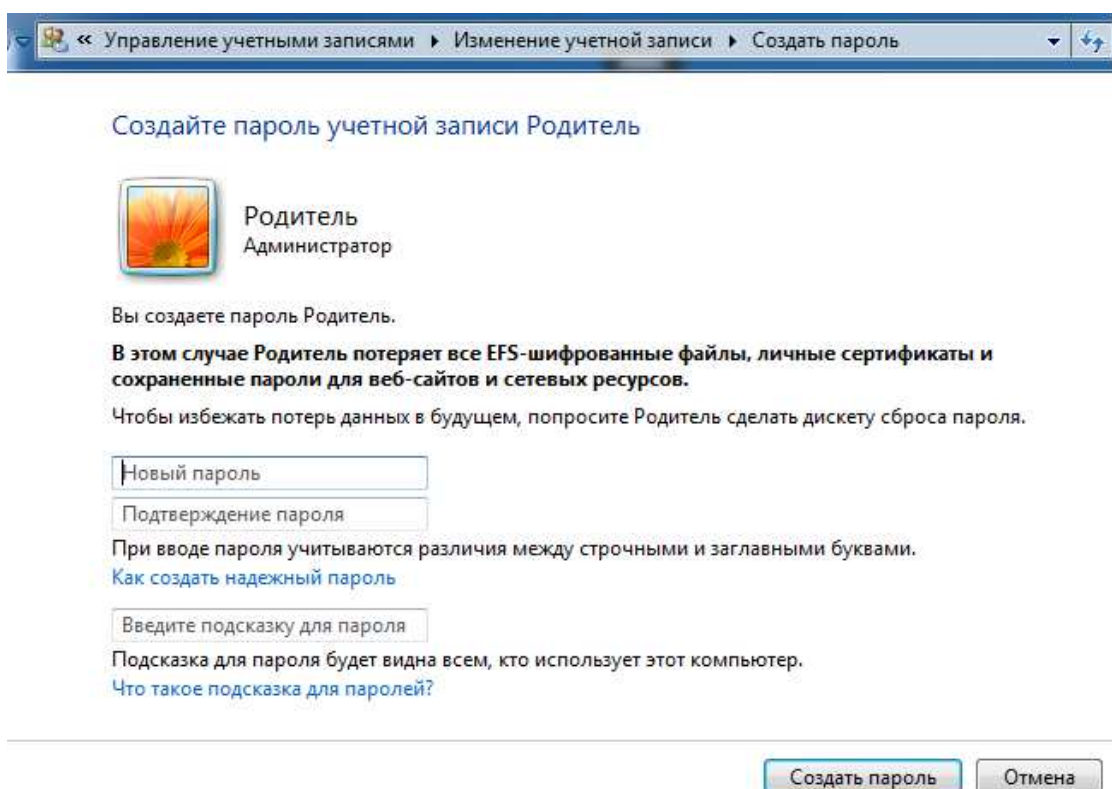 « Управление учетными записями ▸ Изменение учетной записи ▸ Создать пароль
Создайте пароль учетной записи Родитель
Родитель
Администратор
Вы создаете пароль Родитель.
В этом случае Родитель потеряет все EFS-шифрованные файлы, личные сертификаты и
сохраненные пароли для веб-сайтов и сетевых ресурсов.
Чтобы избежать потерь данных в будущем, попросите Родитель сделать дискету сброса пароля.
Новый пароль
Подтверждение пароля
При вводе пароля учитываются различия между строчными и заглавными буквами.
Как создать надежный пароль
Введите подсказку для пароля
Подсказка для пароля будет видна всем, кто использует этот компьютер.
Что такое подсказка для паролей?
Создать пароль Отмена